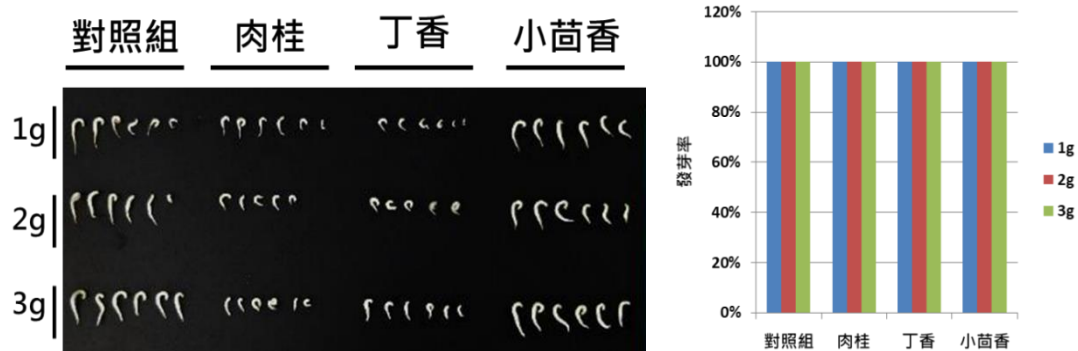 對照組 肉桂 丁香 小茴香
1g
2g
3g
120%
100%
80%
60%
40%
20%
0%
發芽率
對照組 肉桂 丁香 小茴香
1g
2g
3g